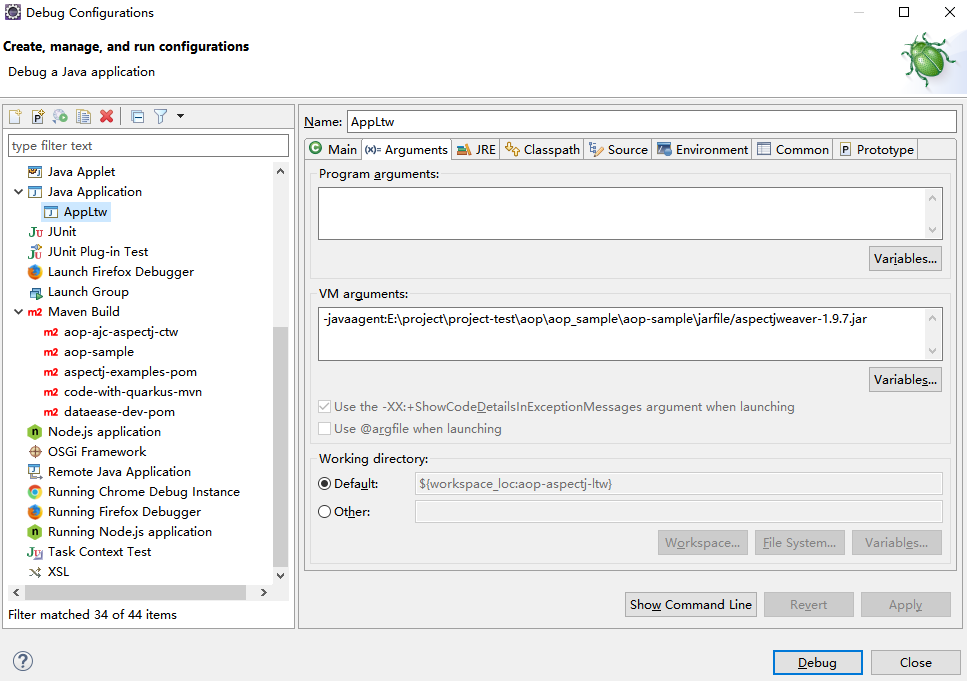 Debug Configurations
Create, manage, and run configurations
Debug a Java application
type filter text
Java Applet
Java Application
AppLtw
JUnit
JUnit Plug-in Test
Launch Firefox Debugger
Launch Group
Maven Build
aop-ajc-aspectj-ctw
aop-sample
aspectj-examples-pom
code-with-quarkus-mvn
dataease-dev-pom
Node.js application
OSGi Framework
Remote Java Application
Running Chrome Debug Instance
Running Firefox Debugger
Running Node.js application
Task Context Test
XSL
Filter matched 34 of 44 items
Name: AppLtw
Main (x)= Arguments JRE Classpath Source Environment Common Prototype
Program arguments:
Variables...
VM arguments:
-javaagent:E:\project\project-test\aop\aop_sample\aop-sample\jarfile/aspectjweaver-1.9.7.jar
Variables...
Use the -XX:+ShowCodeDetailsInExceptionMessages argument when launching
Use @argfile when launching
Working directory:
Default: ${workspace_loc:aop-aspectj-ltw}
Other:
Workspace... File System... Variables...
Show Command Line Revert Apply
Debug Close